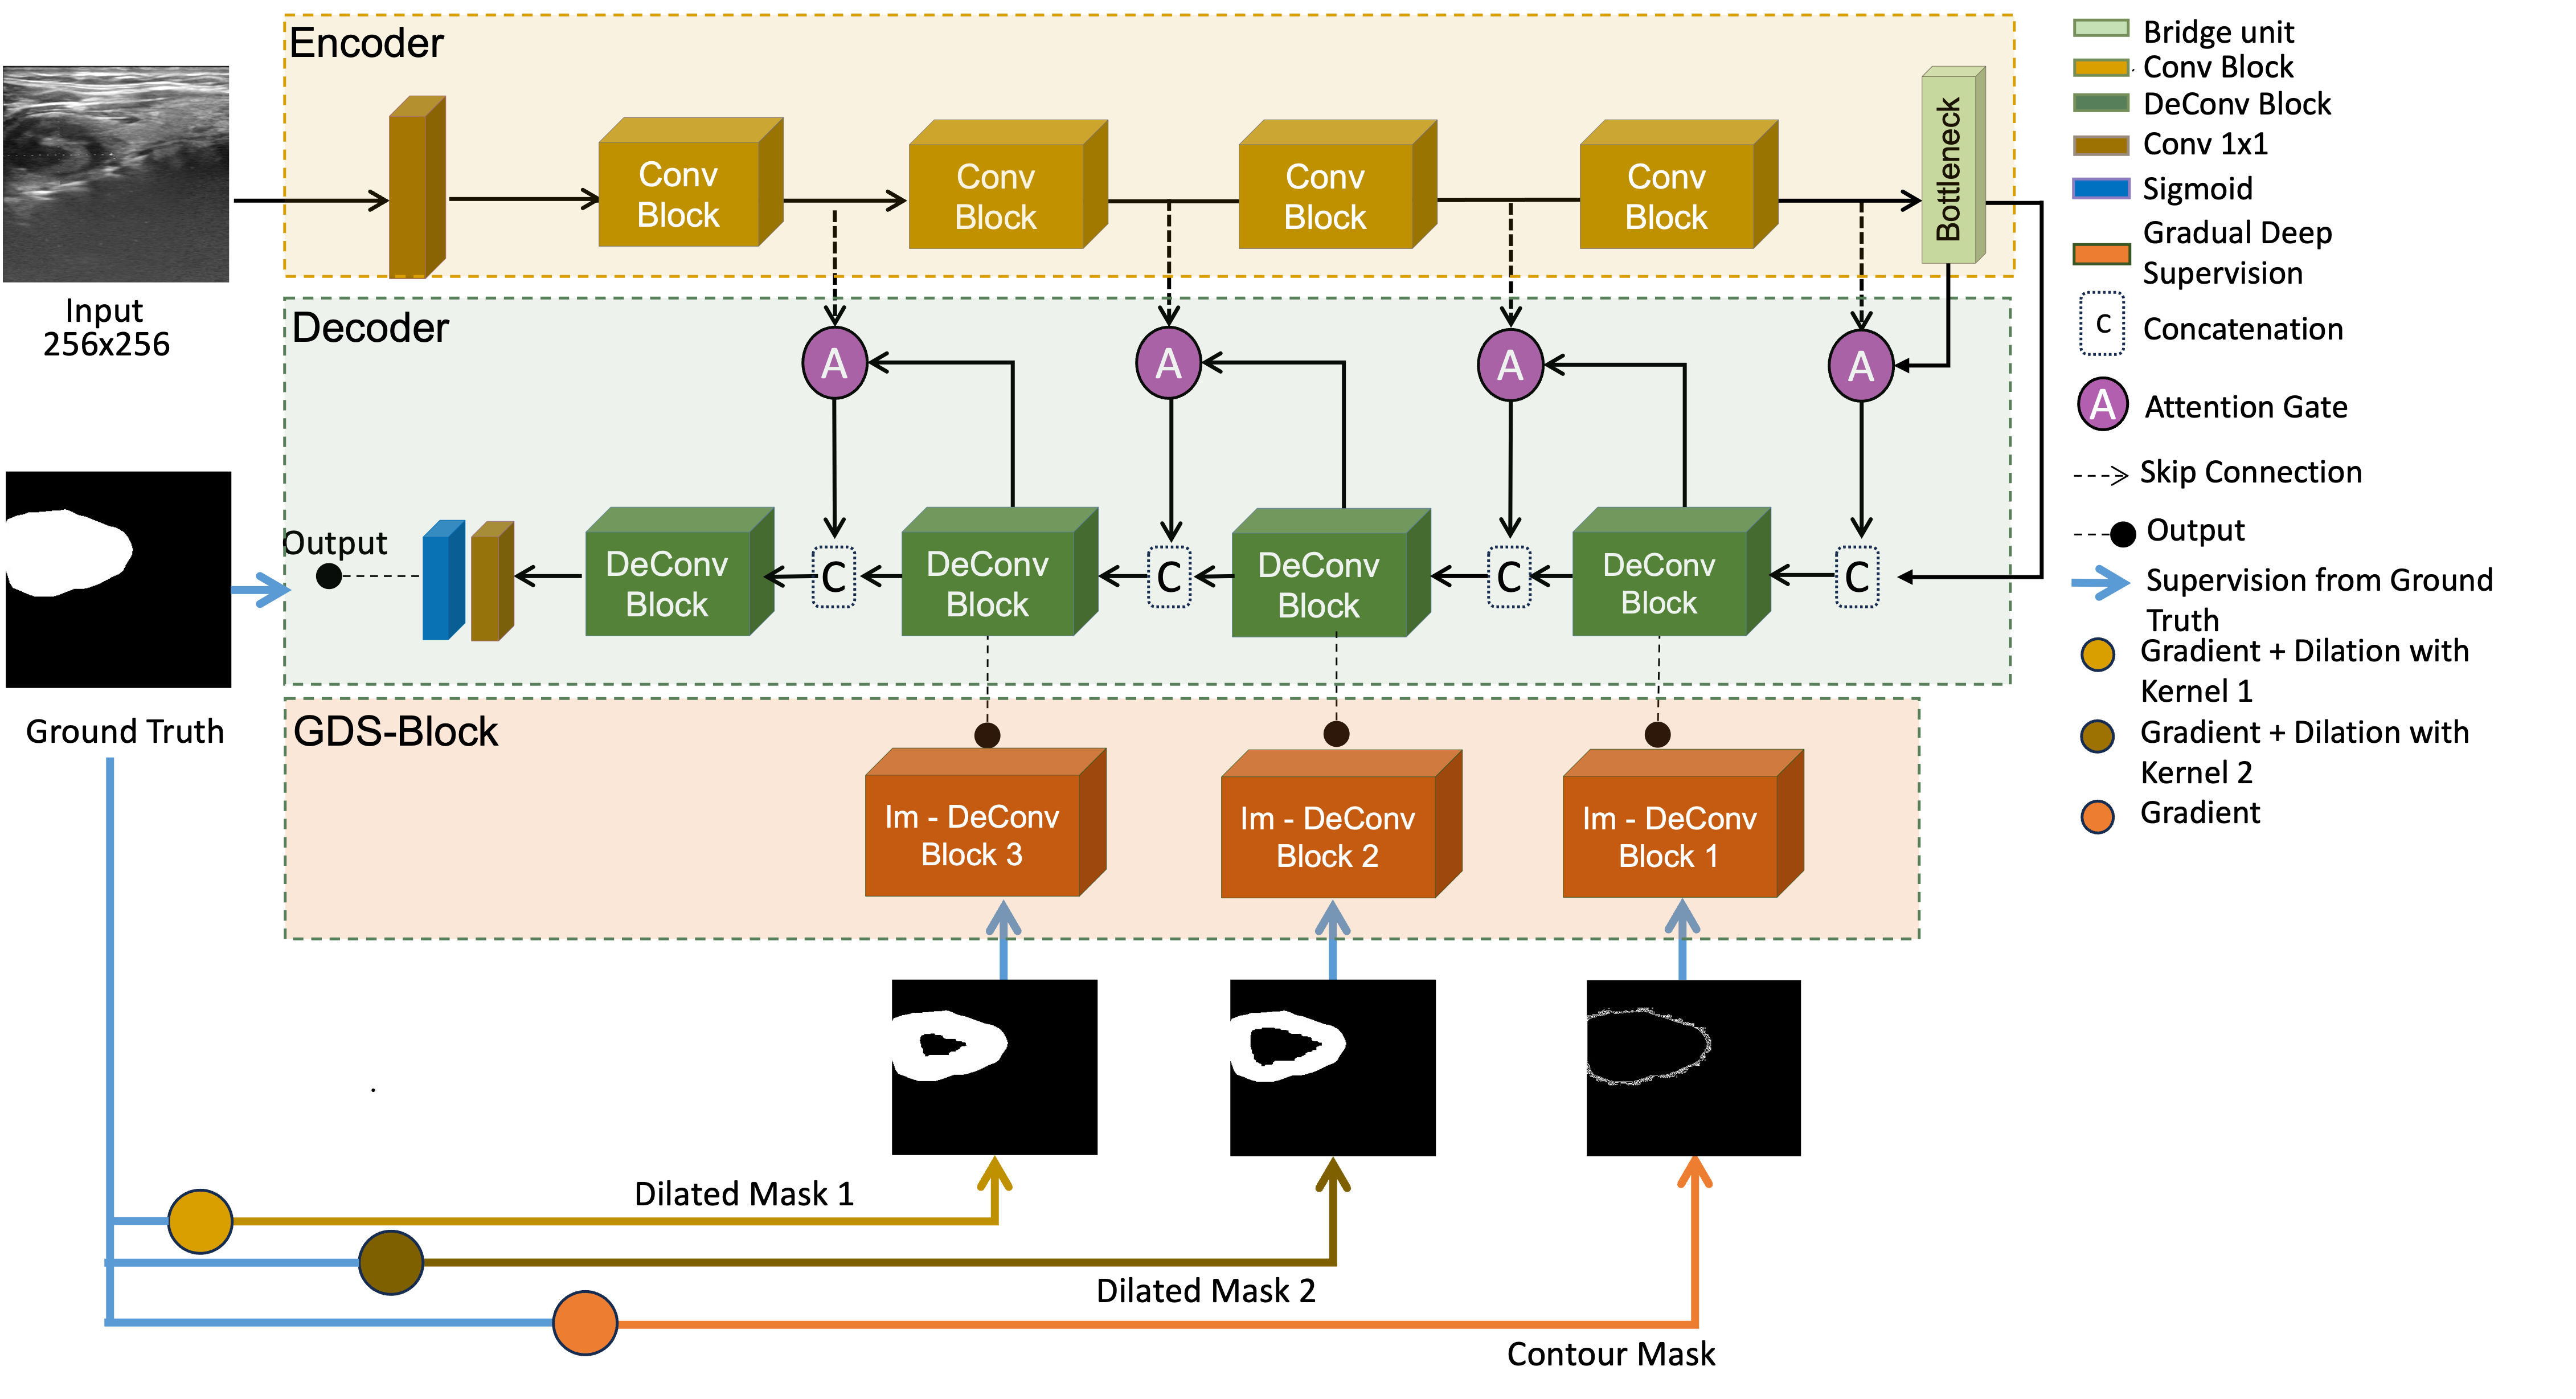 Encoder
Input
256x256
Conv
Block
Conv
Block
Conv
Block
Conv
Block
Bottleneck
Decoder
A
A
A
A
Output
DeConv
Block
C
DeConv
Block
C
DeConv
Block
C
DeConv
Block
C
Ground Truth
GDS-Block
Im - DeConv
Block 3
Im - DeConv
Block 2
Im - DeConv
Block 1
Dilated Mask 1
Dilated Mask 2
Contour Mask
Bridge unit
Conv Block
DeConv Block
Conv 1x1
Sigmoid
Gradual Deep
Supervision
C
Concatenation
A
Attention Gate
Skip Connection
Output
Supervision from Ground
Truth
Gradient + Dilation with
Kernel 1
Gradient + Dilation with
Kernel 2
Gradient